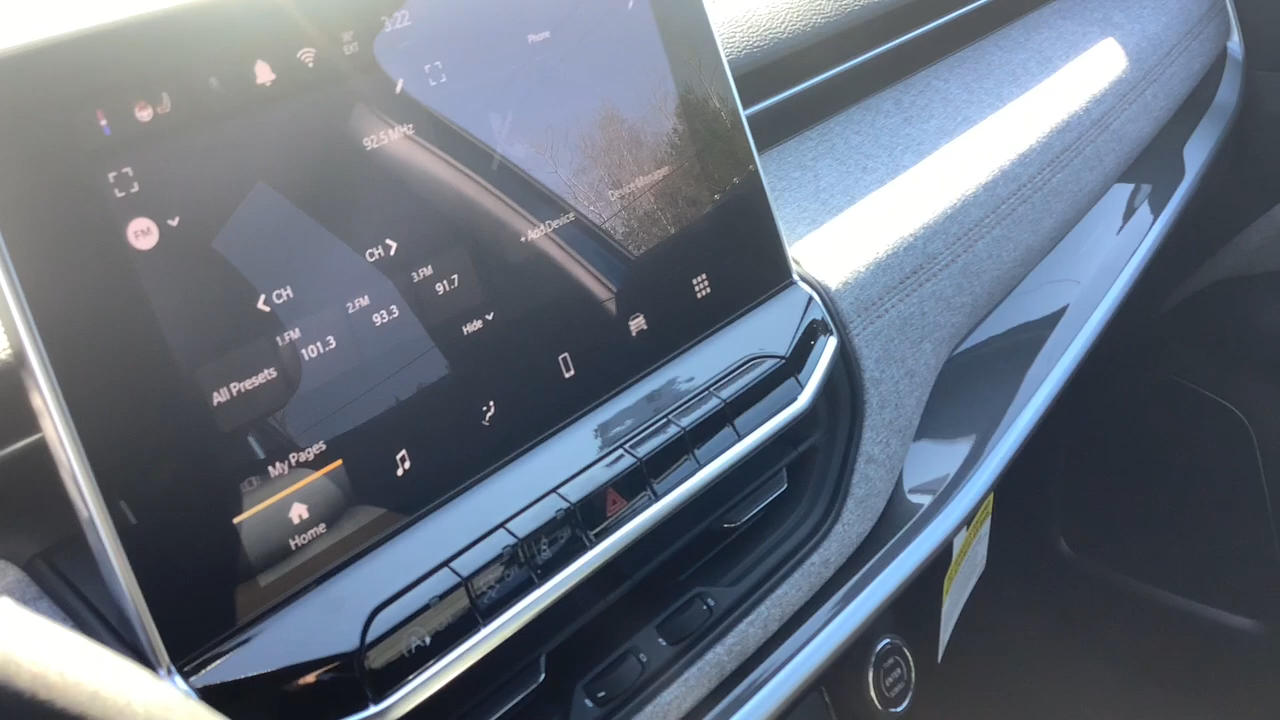 3:22
EXT
Phone
92.5 MHz
FM
Device Manager
+ Add Device
CH
CH
1.FM
101.3
2.FM
93.3
3.FM
91.7
Hide
All Presets
My Pages
Home